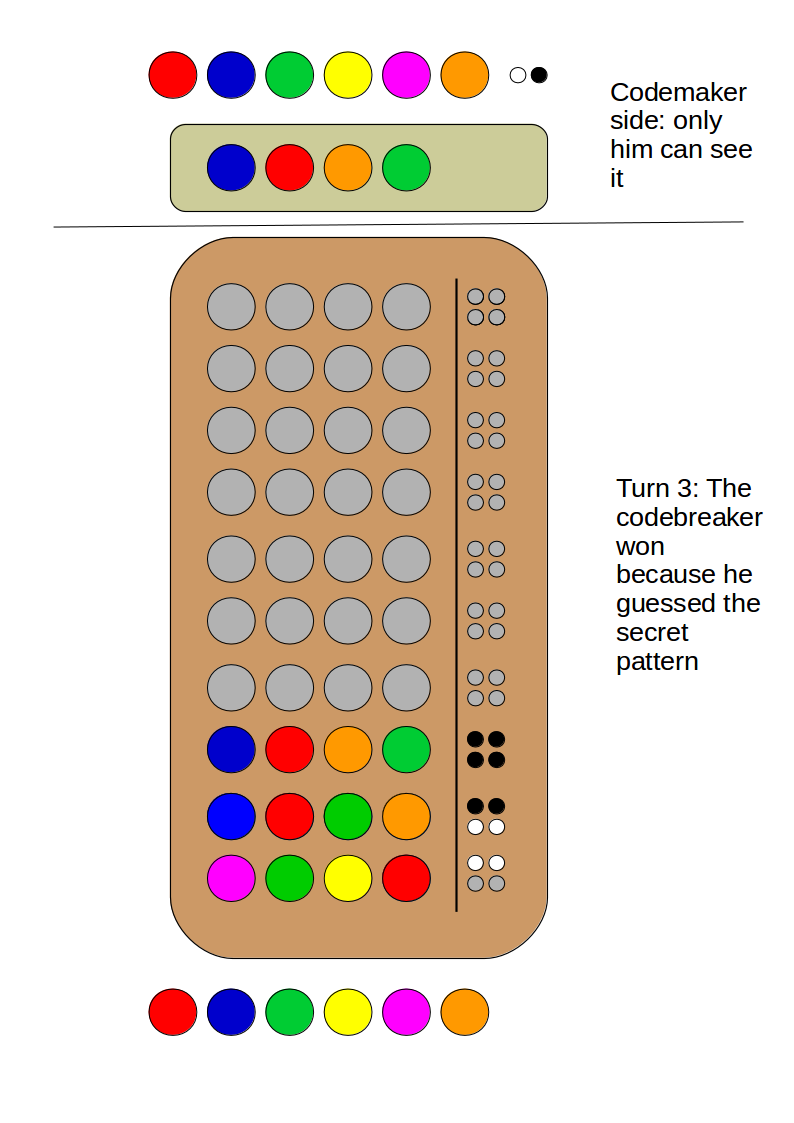 Codemaker
side: only
him can see
it
Turn 3: The
codebreaker
won
because he
guessed the
secret
pattern